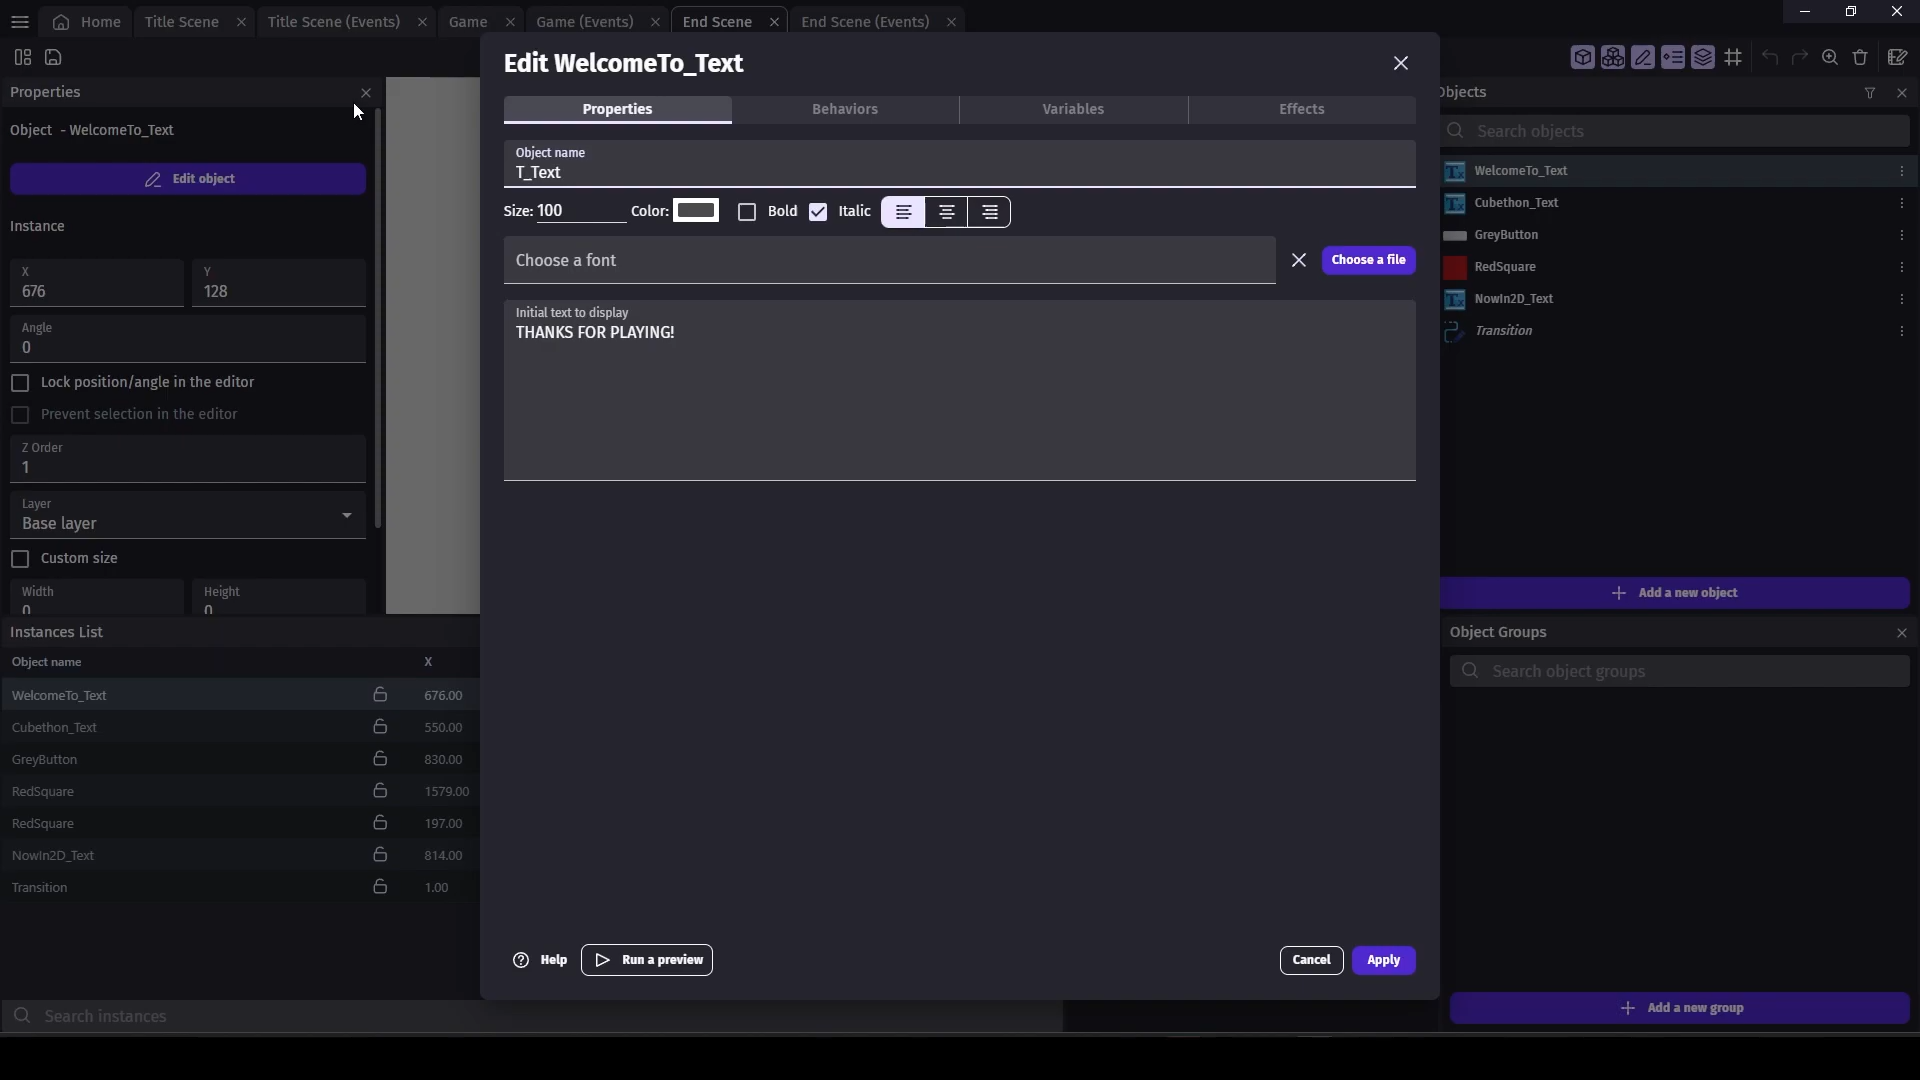 Home
Title Scene
Title Scene (Events)
Game
Game (Events)
End Scene
End Scene (Events)
Properties
Object - WelcomeTo_Text
Edit object
Instance
X
676
Y
128
Angle
0
Lock position/angle in the editor
Prevent selection in the editor
Z Order
1
Layer
Base layer
Custom size
Width
0
Height
0
Instances List
Object name X
WelcomeTo_Text 676.00
Cubethon_Text 550.00
GreyButton 830.00
RedSquare 1579.00
RedSquare 197.00
NowIn2D_Text 814.00
Transition 1.00
Search instances
Edit WelcomeTo_Text
Properties
Behaviors
Variables
Effects
Object name
T_Text
Size: 100 Color: Bold Italic
Choose a font
Choose a file
Initial text to display
THANKS FOR PLAYING!
Help
Run a preview
Cancel
Apply
Objects
Search objects
WelcomeTo_Text
Cubethon_Text
GreyButton
RedSquare
NowIn2D_Text
Transition
Add a new object
Object Groups
Search object groups
Add a new group